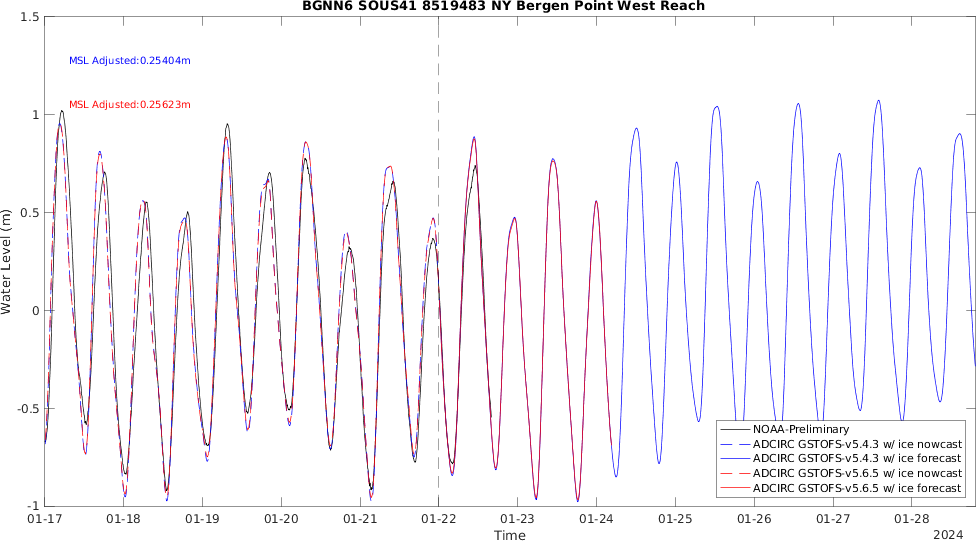 BGNN6 SOUS41 8519483 NY Bergen Point West Reach
1.5
MSL Adjusted:0.25404m
MSL Adjusted:0.25623m
1
0.5
0
-0.5
-1
Water Level (m)
NOAA-Preliminary
ADCIRC GSTOFS-v5.4.3 w/ ice nowcast
ADCIRC GSTOFS-v5.4.3 w/ ice forecast
ADCIRC GSTOFS-v5.6.5 w/ ice nowcast
ADCIRC GSTOFS-v5.6.5 w/ ice forecast
01-17 01-18 01-19 01-20 01-21 01-22 01-23 01-24 01-25 01-26 01-27 01-28
Time
2024